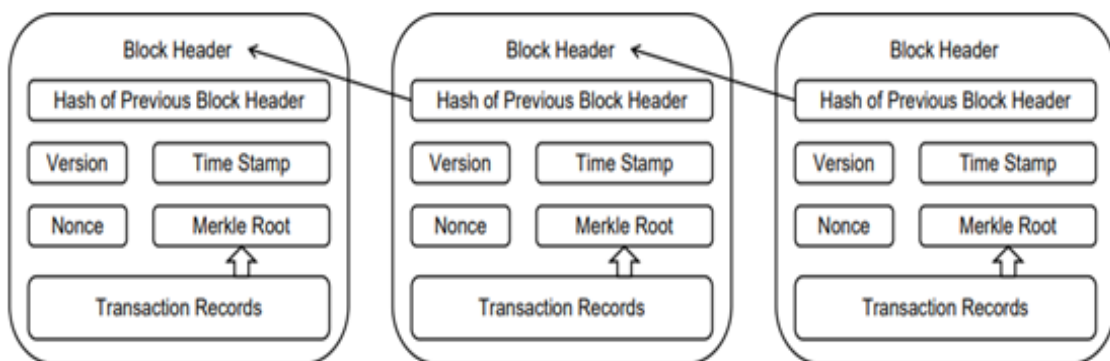 Block Header
Hash of Previous Block Header
Version
Time Stamp
Nonce
Merkle Root
Transaction Records
Block Header
Hash of Previous Block Header
Version
Time Stamp
Nonce
Merkle Root
Transaction Records
Block Header
Hash of Previous Block Header
Version
Time Stamp
Nonce
Merkle Root
Transaction Records